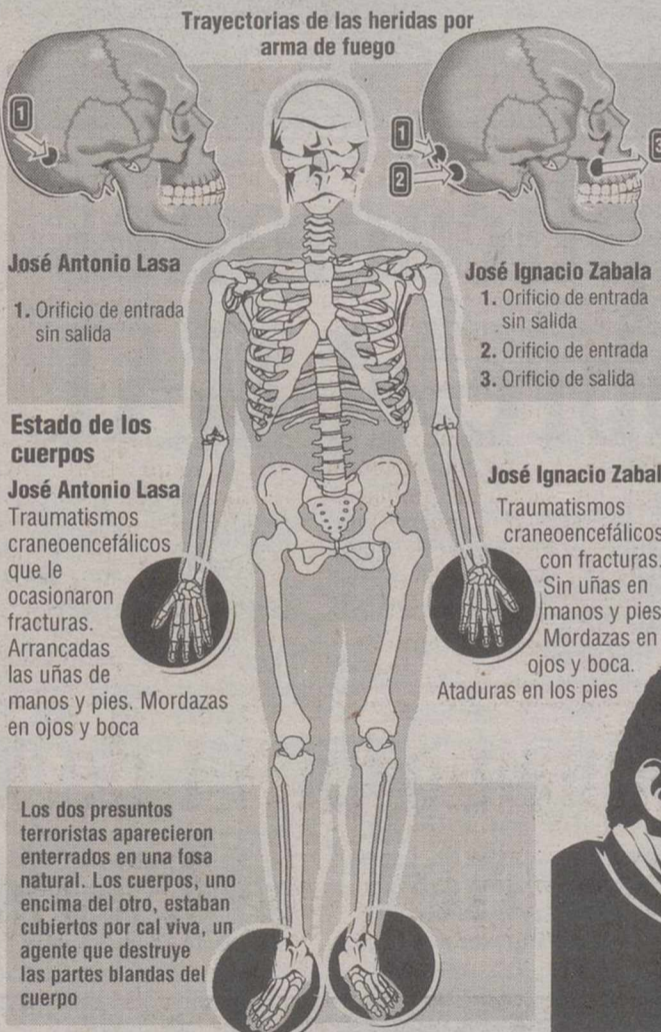 Trayectorias de las heridas por
arma de fuego
1
José Antonio Lasa
1. Orificio de entrada
sin salida
1
2
3
José Ignacio Zabala
1. Orificio de entrada
sin salida
2. Orificio de entrada
3. Orificio de salida
Estado de los
cuerpos
José Antonio Lasa
Traumatismos
craneoencefálicos
que le
ocasionaron
fracturas.
Arrancadas
las uñas de
manos y pies. Mordazas
en ojos y boca
José Ignacio Zabal
Traumatismos
craneoencefálicos
con fracturas.
Sin uñas en
manos y pies
Mordazas en
ojos y boca.
Ataduras en los pies
Los dos presuntos
terroristas aparecieron
enterrados en una fosa
natural. Los cuerpos, uno
encima del otro, estaban
cubiertos por cal viva, un
agente que destruye
las partes blandas del
cuerpo